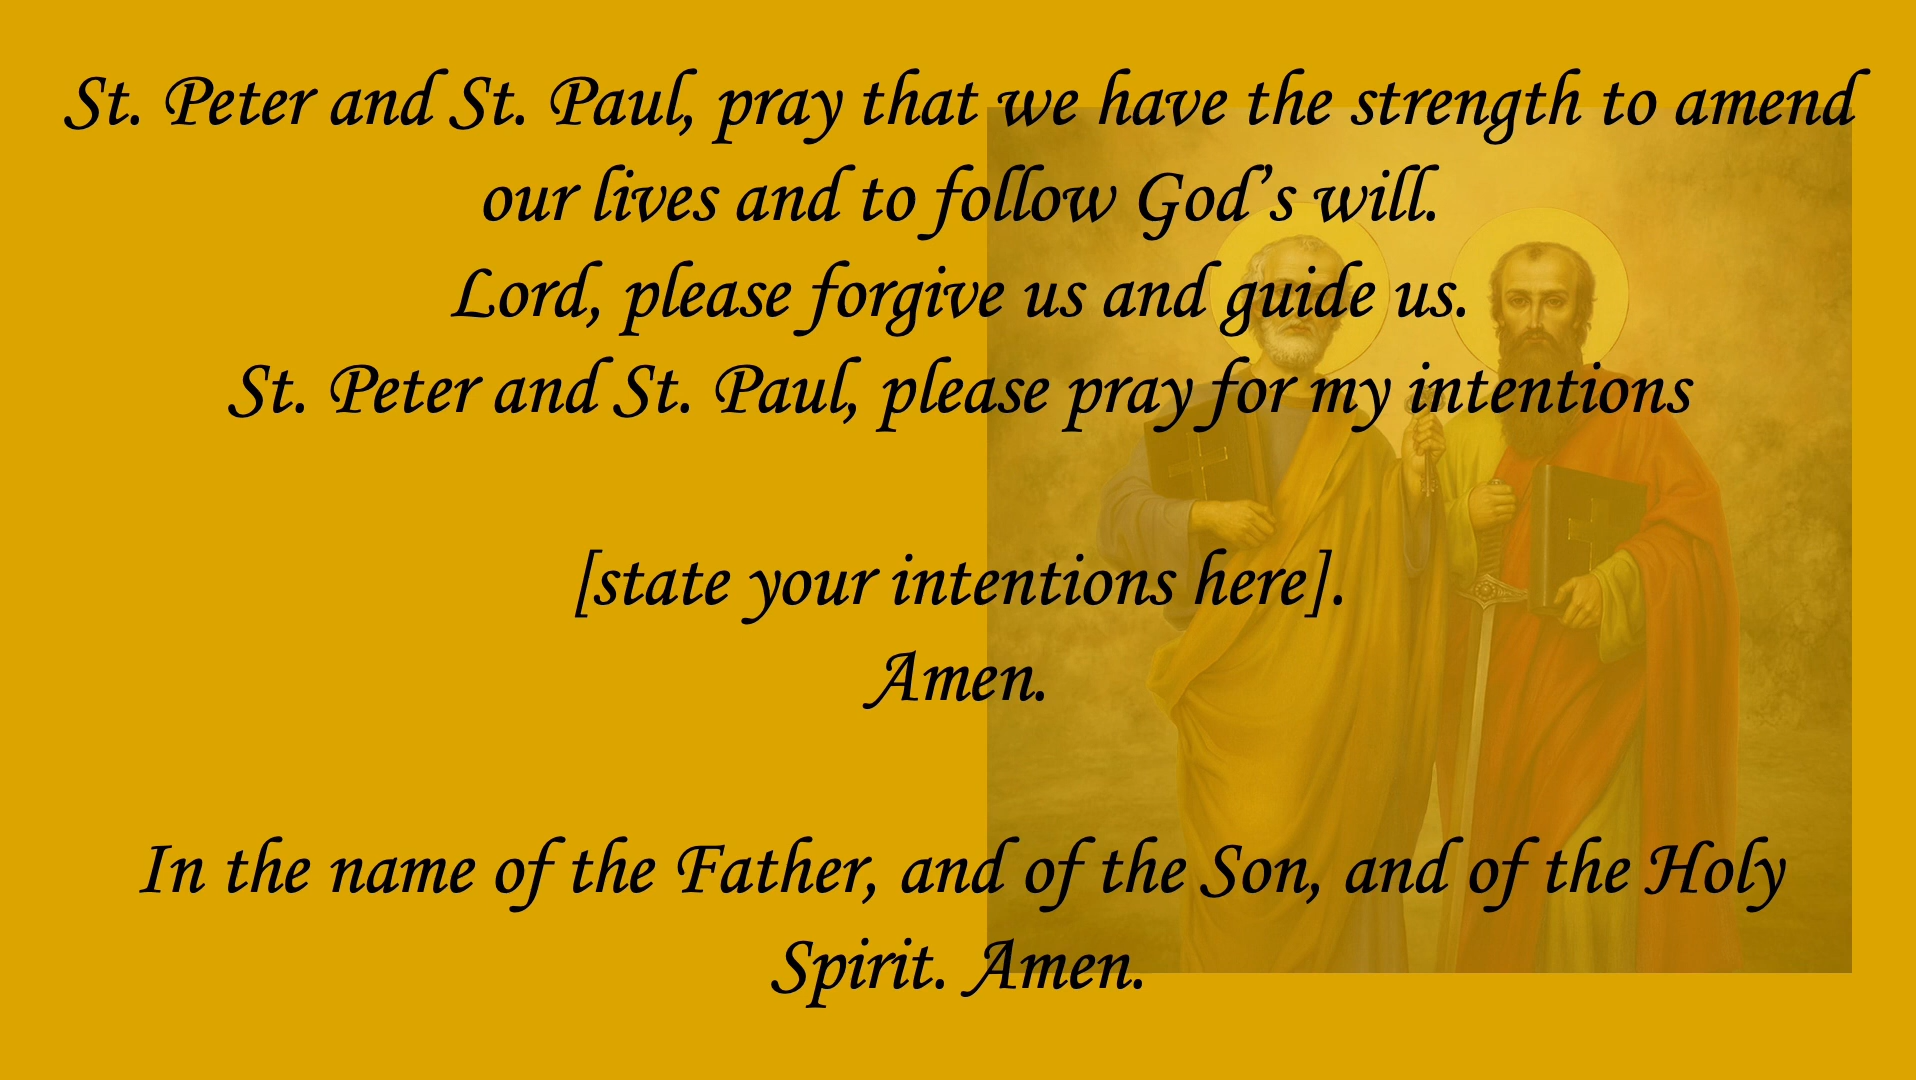 St. Peter and St. Paul, pray that we have the strength to amend
our lives and to follow God’s will.
Lord, please forgive us and guide us.
St. Peter and St. Paul, please pray for my intentions
[state your intentions here].
Amen.
In the name of the Father, and of the Son, and of the Holy
Spirit. Amen.